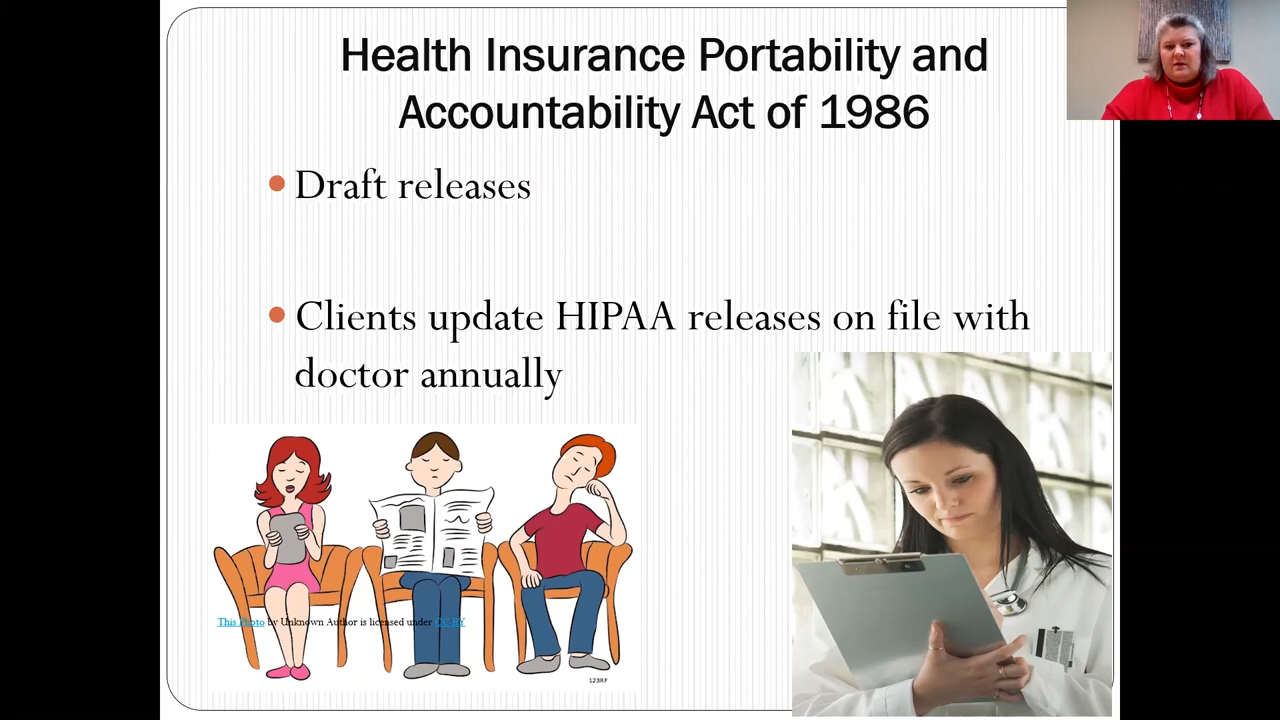 Health Insurance Portability and
Accountability Act of 1986
Draft releases
Clients update HIPAA releases on file with
doctor annually
This Photo by Unknown Author is licensed under CC BY
123RF